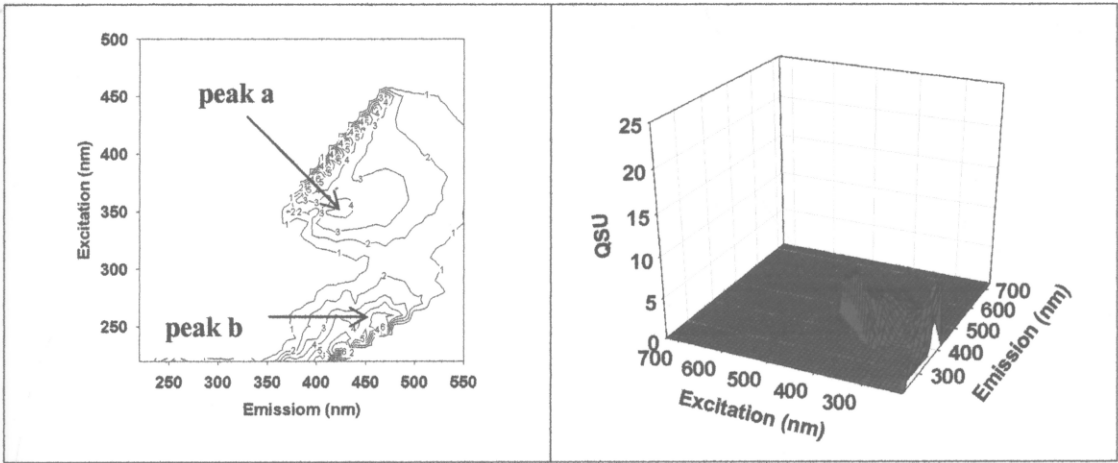 500
450
400
350
300
250
Excitation (nm)
peak a
peak b
250 300 350 400 450 500 550
Emissiom (nm)
25
20
15
10
5
0
QSU
700 600 500 400 300
Excitation (nm)
300 400 500 600 700
Emission (nm)